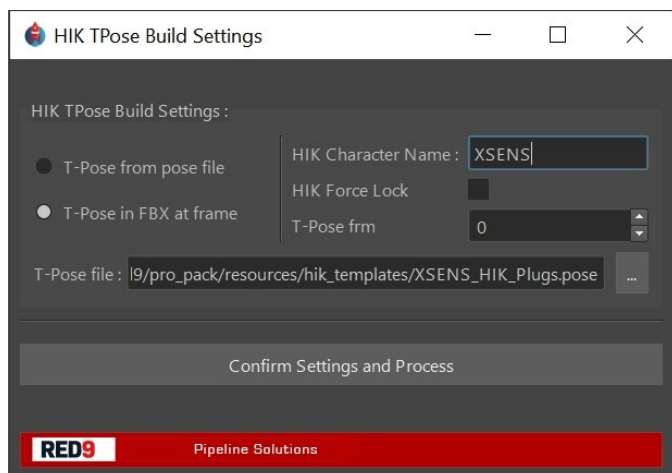 HIK TPose Build Settings
HIK TPose Build Settings :
T-Pose from pose file
T-Pose in FBX at frame
HIK Character Name : XSENS
HIK Force Lock
T-Pose frm 0
T-Pose file : l9/pro_pack/resources/hik_templates/XSENS_HIK_Plugs.pose ...
Confirm Settings and Process
RED9 Pipeline Solutions